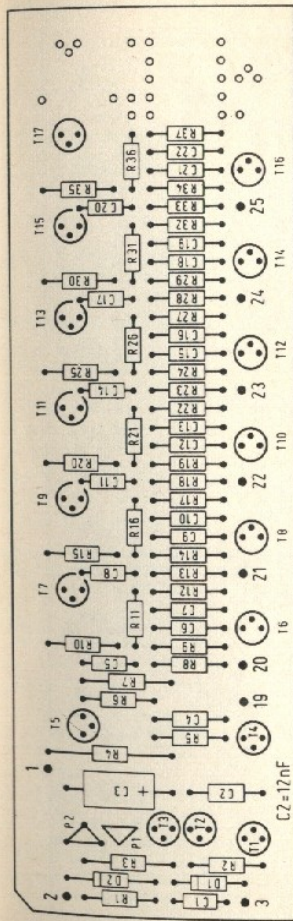 1
2 T7 T9 T11 T13 T15 T17
P2 T5
R10 R15 R20 R25 R30 R35
C5 C8 C11 C14 C17 C20
R1 D2 R3 P1 C3 + R4 R6 R7
R11 R16 R21 R26 R31 R36
T3 R5 C4 R8 R9 C6 C7 R12 R13 R14 C9 C10 R17 R18 R19 C12 C13 R22 R23 R24 C15 C16 R27 R28 R29 C18 C19 R32 R33 R34 C21 C22 R37
C1 D1 R2 T2 C2
3 T1 T4 19 20 21 22 23 24 25
T6 T8 T10 T12 T14 T16
C2=12nF